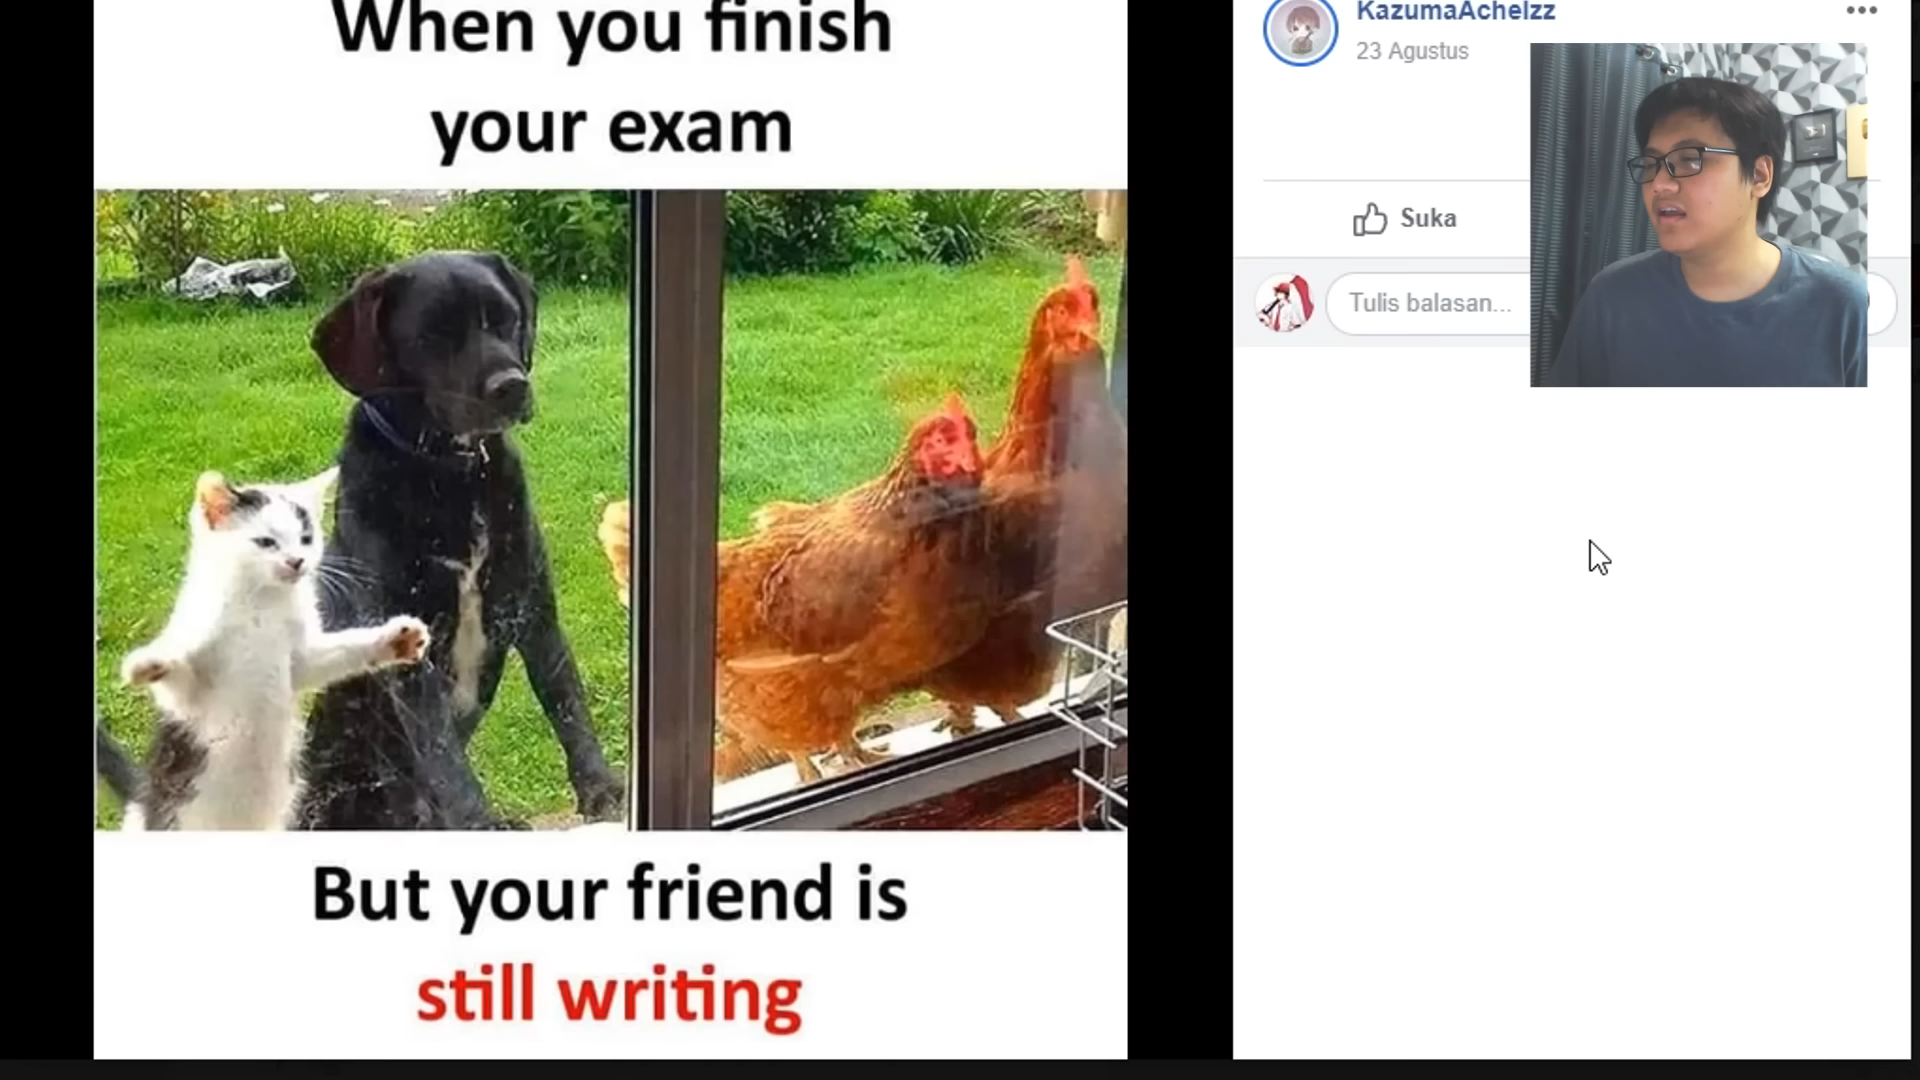 When you finish
your exam
But your friend is
still writing
KazumaAchelzz
23 Agustus
Suka
Tulis balasan...